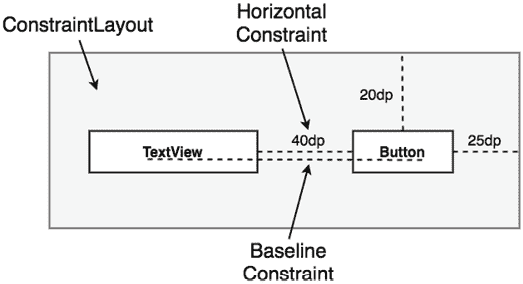 ConstraintLayout
Horizontal
Constraint
20dp
TextView
40dp
Button
25dp
Baseline
Constraint